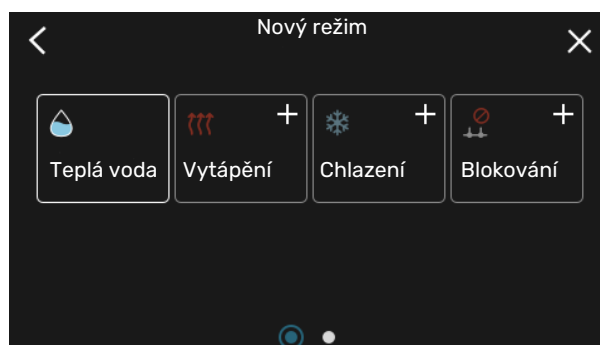 Nový režim
Teplá voda
Vytápění
Chlazení
Blokování